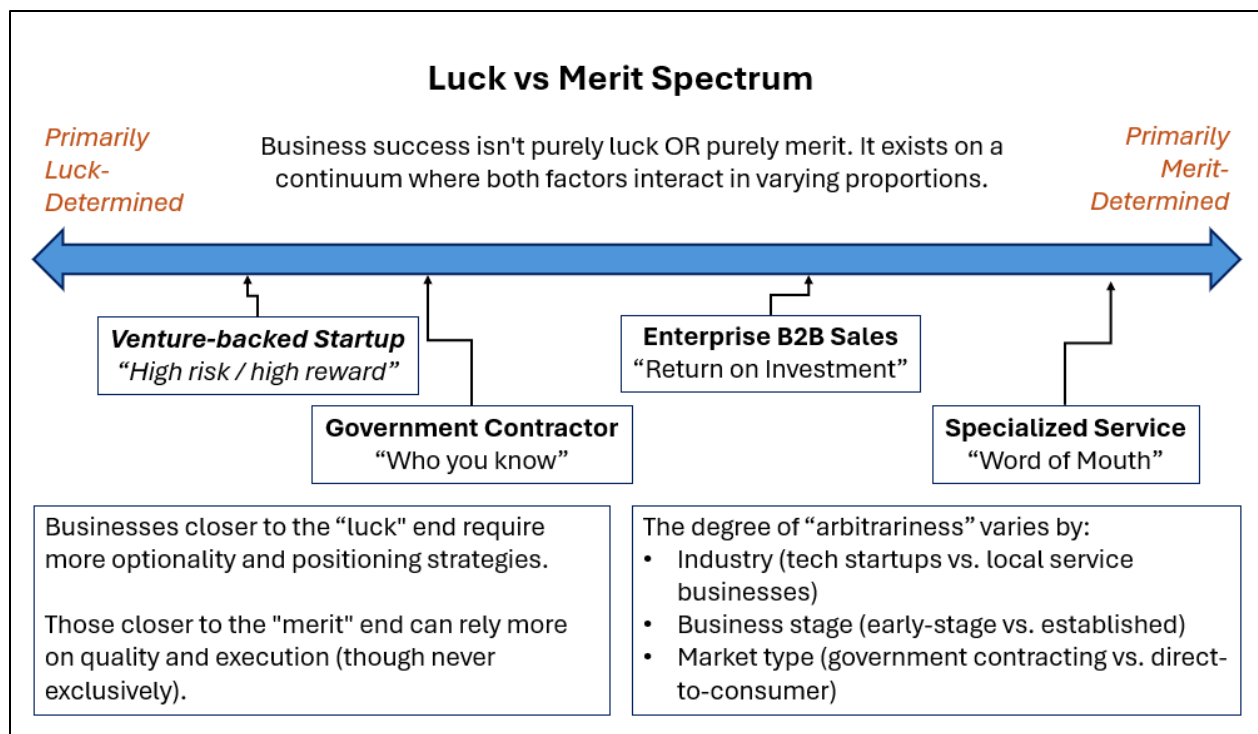 Luck vs Merit Spectrum
Primarily
Luck-
Determined
Business success isn't purely luck OR purely merit. It exists on a
continuum where both factors interact in varying proportions.
Primarily
Merit-
Determined
Venture-backed Startup
“High risk / high reward”
Government Contractor
“Who you know”
Enterprise B2B Sales
“Return on Investment”
Specialized Service
“Word of Mouth”
Businesses closer to the “luck" end require
more optionality and positioning strategies.
Those closer to the "merit" end can rely more
on quality and execution (though never
exclusively).
The degree of “arbitrariness” varies by:
• Industry (tech startups vs. local service
businesses)
• Business stage (early-stage vs. established)
• Market type (government contracting vs. direct-
to-consumer)